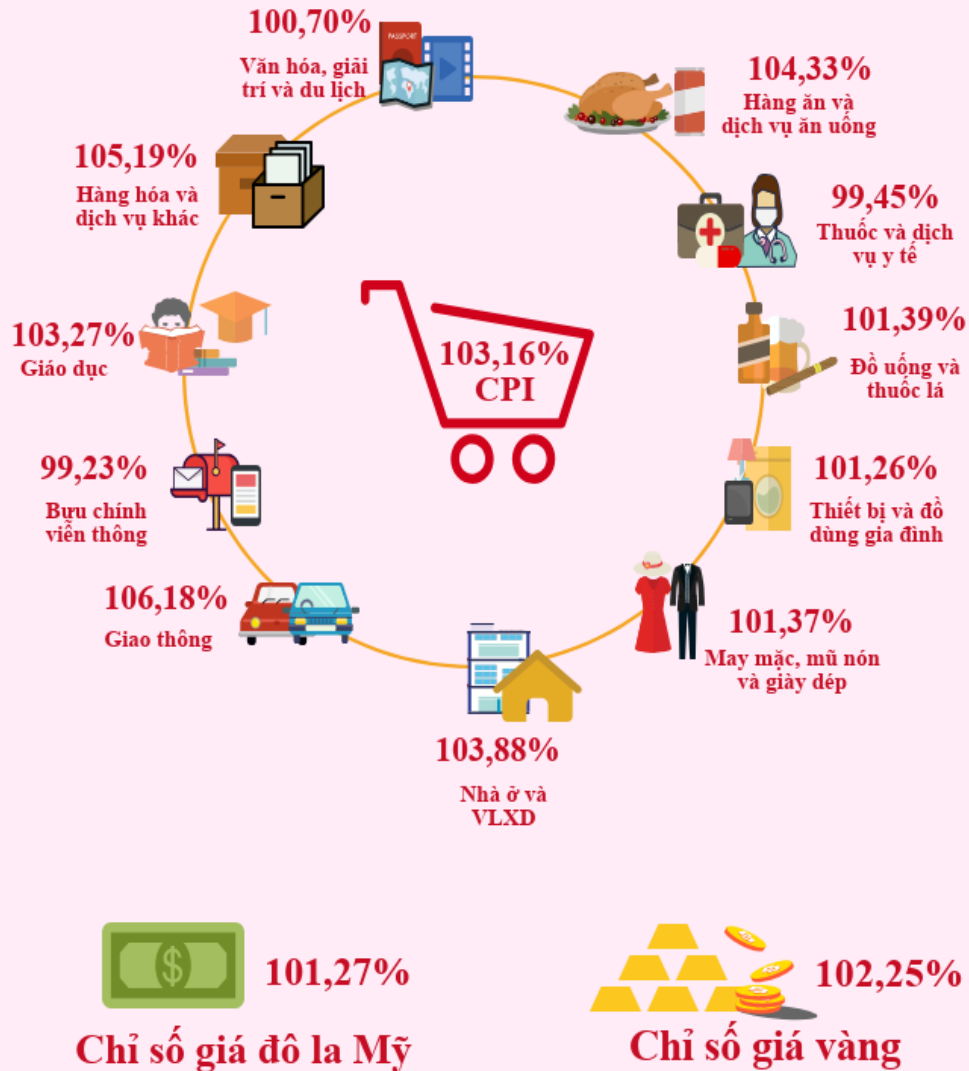 100,70%
Văn hóa, giải
trí và du lịch
PASSPORT
104,33%
Hàng ăn và
dịch vụ ăn uống
105,19%
Hàng hóa và
dịch vụ khác
99,45%
Thuốc và dịch
vụ y tế
103,27%
Giáo dục
103,16%
CPI
101,39%
Đồ uống và
thuốc lá
99,23%
Bưu chính
viễn thông
101,26%
Thiết bị và đồ
dùng gia đình
106,18%
Giao thông
101,37%
May mặc, mũ nón
và giày dép
103,88%
Nhà ở và
VLXD
$
101,27%
Chỉ số giá đô la Mỹ
102,25%
Chỉ số giá vàng